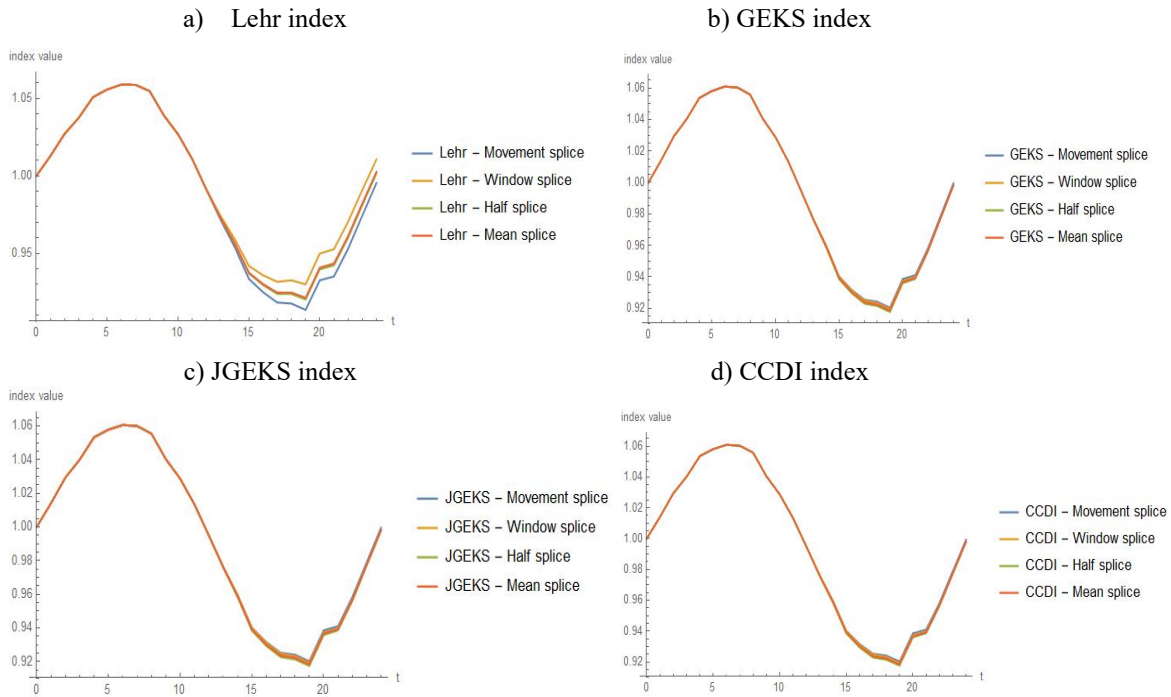 a) Lehr index
index value
1.05
1.00
0.95
0
5
10
15
20
t
Lehr – Movement splice
Lehr – Window splice
Lehr – Half splice
Lehr – Mean splice
b) GEKS index
index value
1.06
1.04
1.02
1.00
0.98
0.96
0.94
0.92
0
5
10
15
20
t
GEKS – Movement splice
GEKS – Window splice
GEKS – Half splice
GEKS – Mean splice
c) JGEKS index
index value
1.06
1.04
1.02
1.00
0.98
0.96
0.94
0.92
0
5
10
15
20
t
JGEKS – Movement splice
JGEKS – Window splice
JGEKS – Half splice
JGEKS – Mean splice
d) CCDI index
index value
1.06
1.04
1.02
1.00
0.98
0.96
0.94
0.92
0
5
10
15
20
t
CCDI – Movement splice
CCDI – Window splice
CCDI – Half splice
CCDI – Mean splice